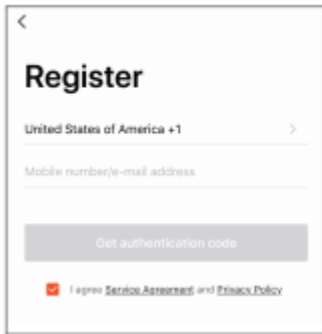 Register
United States of America +1
Mobile number/e-mail address
Get authentication code
I agree Service Agreement and Privacy Policy